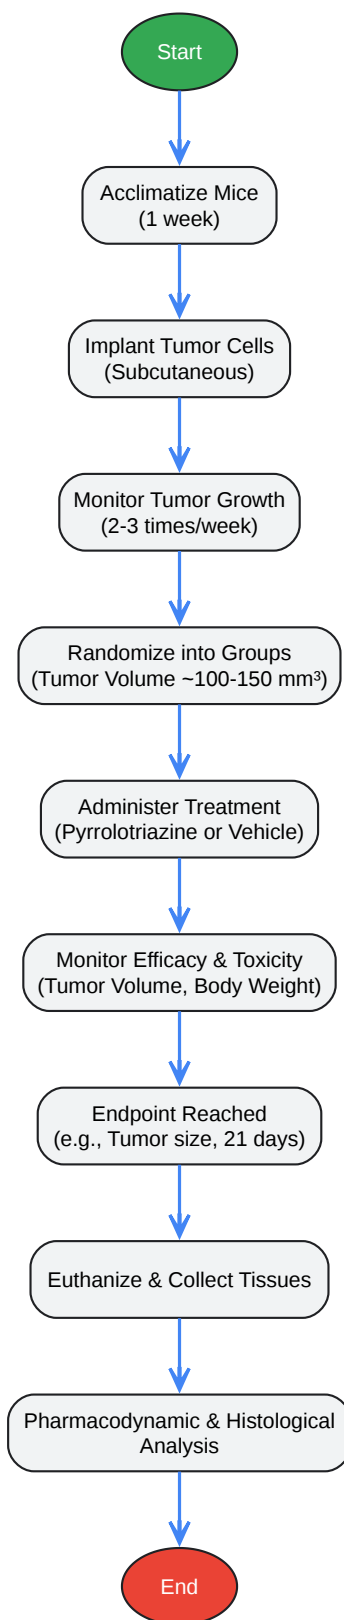 Start
Acclimatize Mice
(1 week)
Implant Tumor Cells
(Subcutaneous)
Monitor Tumor Growth
(2-3 times/week)
Randomize into Groups
(Tumor Volume ~100-150 mm³)
Administer Treatment
(Pyrrolotriazine or Vehicle)
Monitor Efficacy & Toxicity
(Tumor Volume, Body Weight)
Endpoint Reached
(e.g., Tumor size, 21 days)
Euthanize & Collect Tissues
Pharmacodynamic & Histological
Analysis
End